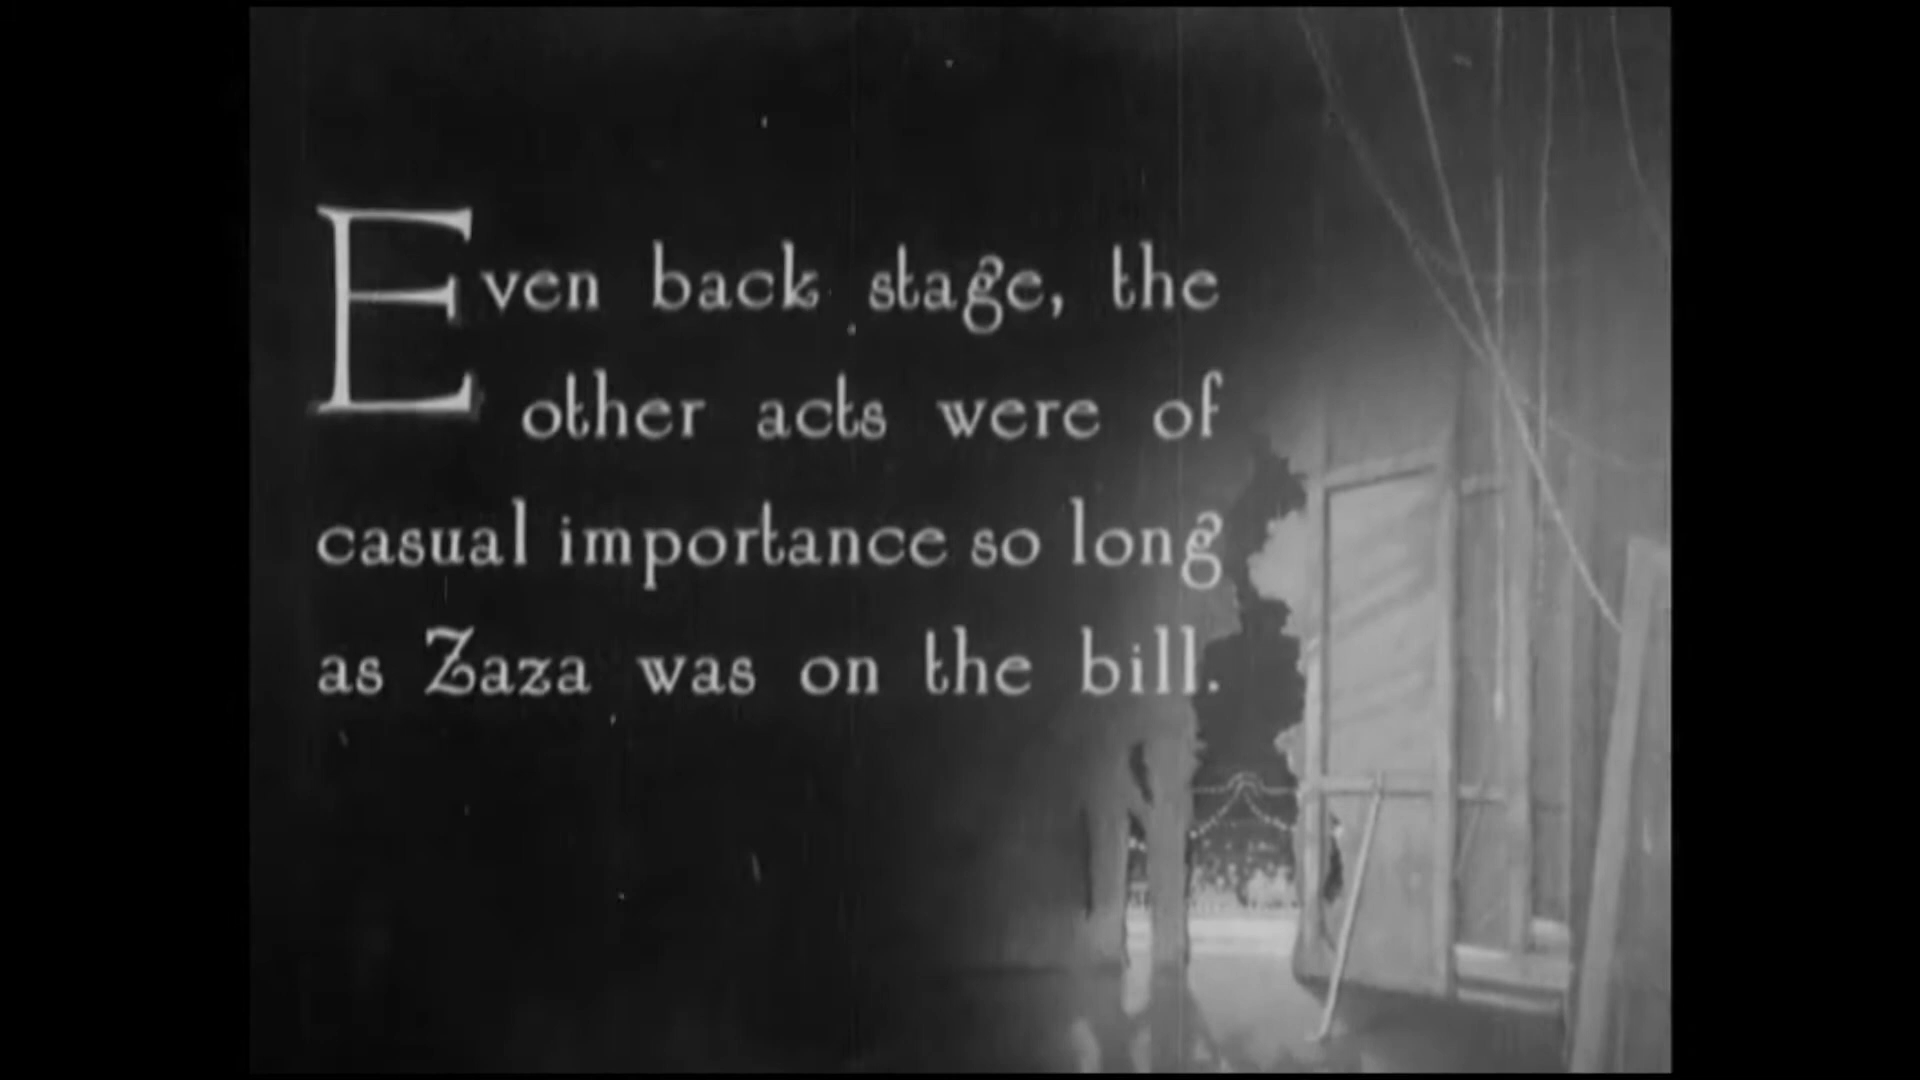 Even back stage, the
other acts were of
casual importance so long
as Zaza was on the bill.